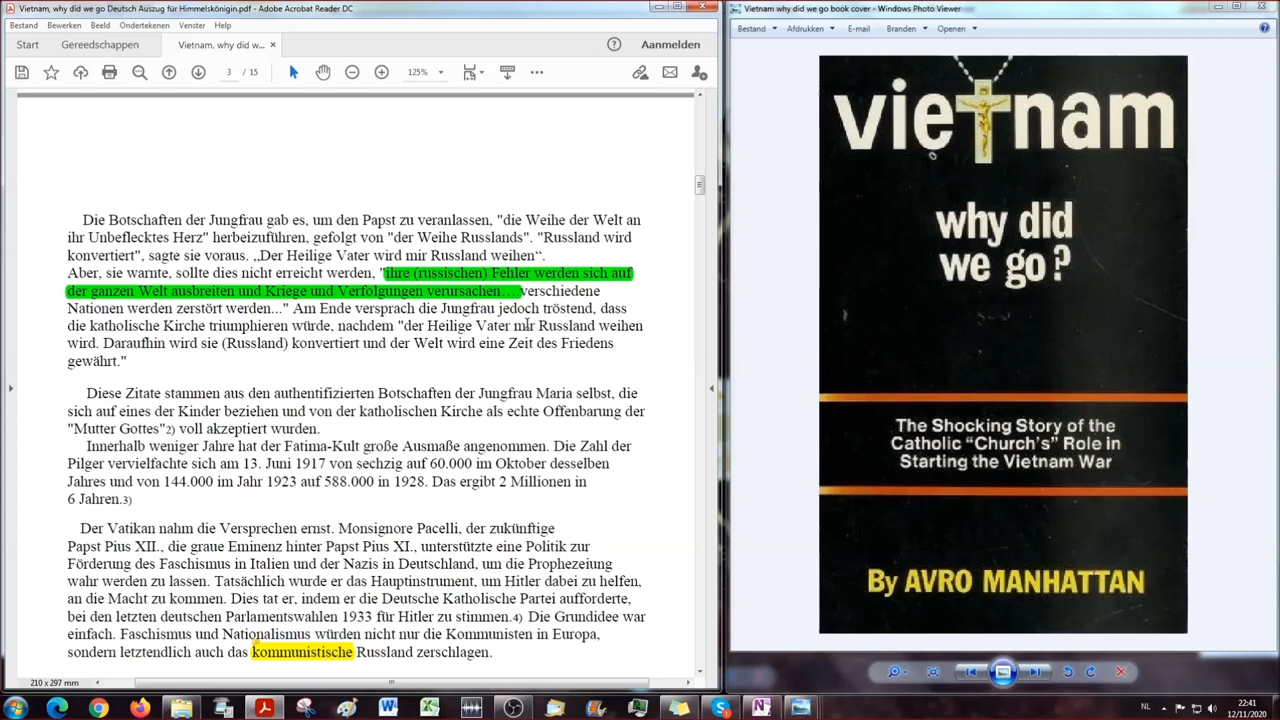 Vietnam, why did we go Deutsch Auszug für Himmelskönigin.pdf - Adobe Acrobat Reader DC
Bestand Bewerken Beeld Ondertekenen Venster Help
Start Gereedschappen Vietnam, why did w... × Aanmelden
3 / 15 125%
Die Botschaften der Jungfrau gab es, um den Papst zu veranlassen, "die Weihe der Welt an
ihr Unbeflecktes Herz" herbeizuführen, gefolgt von "der Weihe Russlands". "Russland wird
konvertiert", sagte sie voraus. „Der Heilige Vater wird mir Russland weihen“.
Aber, sie warnte, sollte dies nicht erreicht werden, "ihre (russischen) Fehler werden sich auf
der ganzen Welt ausbreiten und Kriege und Verfolgungen verursachen….verschiedene
Nationen werden zerstört werden..." Am Ende versprach die Jungfrau jedoch tröstend, dass
die katholische Kirche triumphieren würde, nachdem "der Heilige Vater mir Russland weihen
wird. Daraufhin wird sie (Russland) konvertiert und der Welt wird eine Zeit des Friedens
gewährt."
Diese Zitate stammen aus den authentifizierten Botschaften der Jungfrau Maria selbst, die
sich auf eines der Kinder beziehen und von der katholischen Kirche als echte Offenbarung der
"Mutter Gottes"2) voll akzeptiert wurden.
Innerhalb weniger Jahre hat der Fatima-Kult große Ausmaße angenommen. Die Zahl der
Pilger vervielfachte sich am 13. Juni 1917 von sechzig auf 60.000 im Oktober desselben
Jahres und von 144.000 im Jahr 1923 auf 588.000 in 1928. Das ergibt 2 Millionen in
6 Jahren.3)
Der Vatikan nahm die Versprechen ernst. Monsignore Pacelli, der zukünftige
Papst Pius XII., die graue Eminenz hinter Papst Pius XI., unterstützte eine Politik zur
Förderung des Faschismus in Italien und der Nazis in Deutschland, um die Prophezeiung
wahr werden zu lassen. Tatsächlich wurde er das Hauptinstrument, um Hitler dabei zu helfen,
an die Macht zu kommen. Dies tat er, indem er die Deutsche Katholische Partei aufforderte,
bei den letzten deutschen Parlamentswahlen 1933 für Hitler zu stimmen.4) Die Grundidee war
einfach. Faschismus und Nationalismus würden nicht nur die Kommunisten in Europa,
sondern letztendlich auch das kommunistische Russland zerschlagen.
210 x 297 mm
Vietnam why did we go book cover - Windows Photo Viewer
Bestand Afdrukken E-mail Branden Openen
vietnam
why did
we go?
The Shocking Story of the
Catholic "Church's" Role in
Starting the Vietnam War
By AVRO MANHATTAN
NL 22:41
12/11/2020